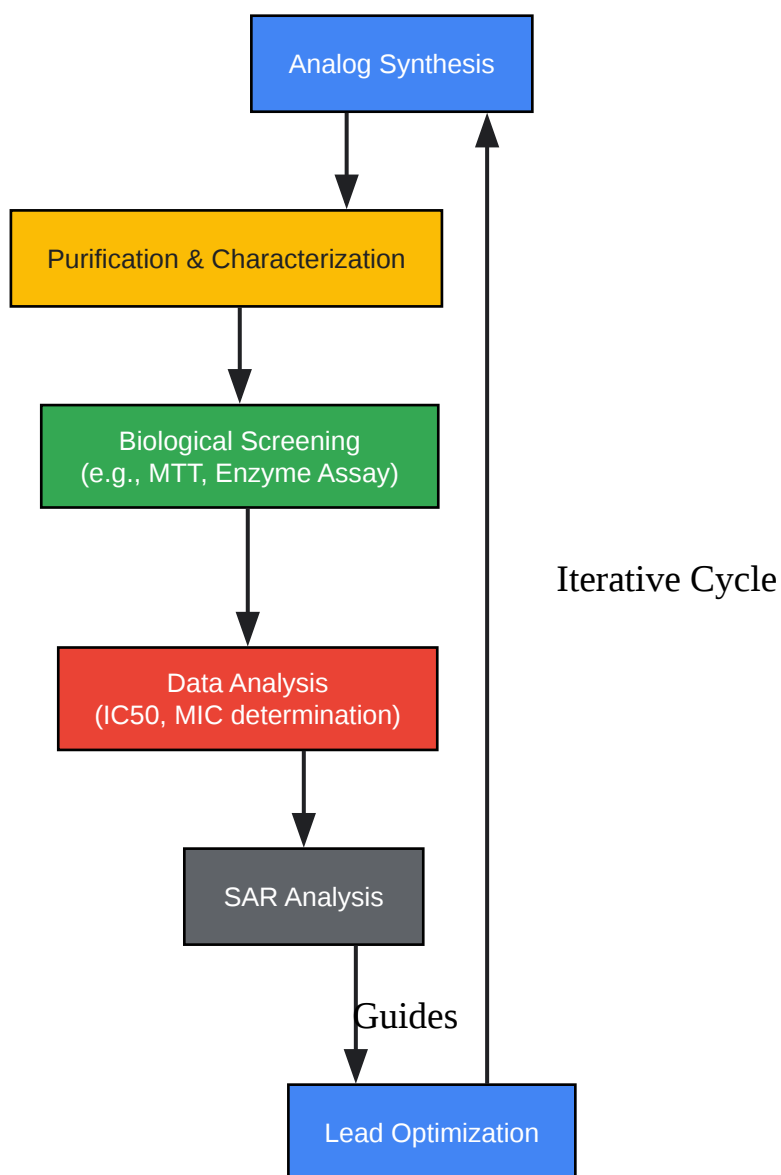 Analog Synthesis
Purification & Characterization
Biological Screening
(e.g., MTT, Enzyme Assay)
Iterative Cycle
Data Analysis
(IC50, MIC determination)
SAR Analysis
Guides
Lead Optimization